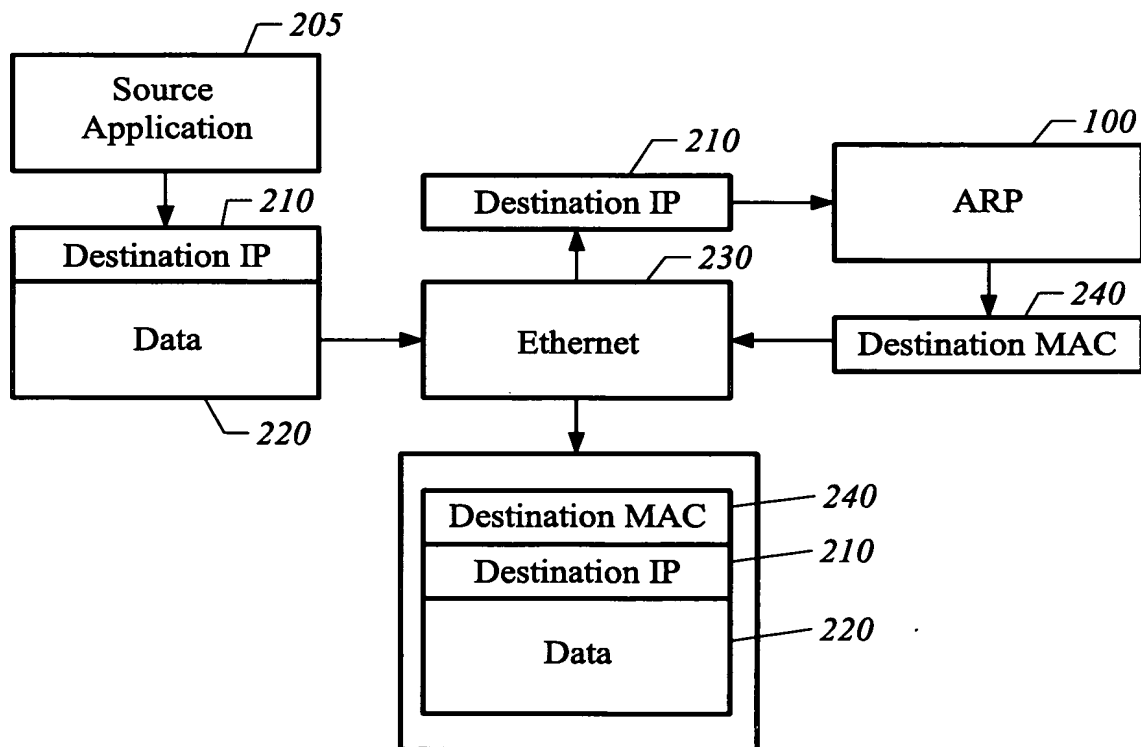 205
Source
Application
210
Destination IP
Data
220
210
Destination IP
100
ARP
230
Ethernet
240
Destination MAC
Destination MAC
240
Destination IP
210
Data
220